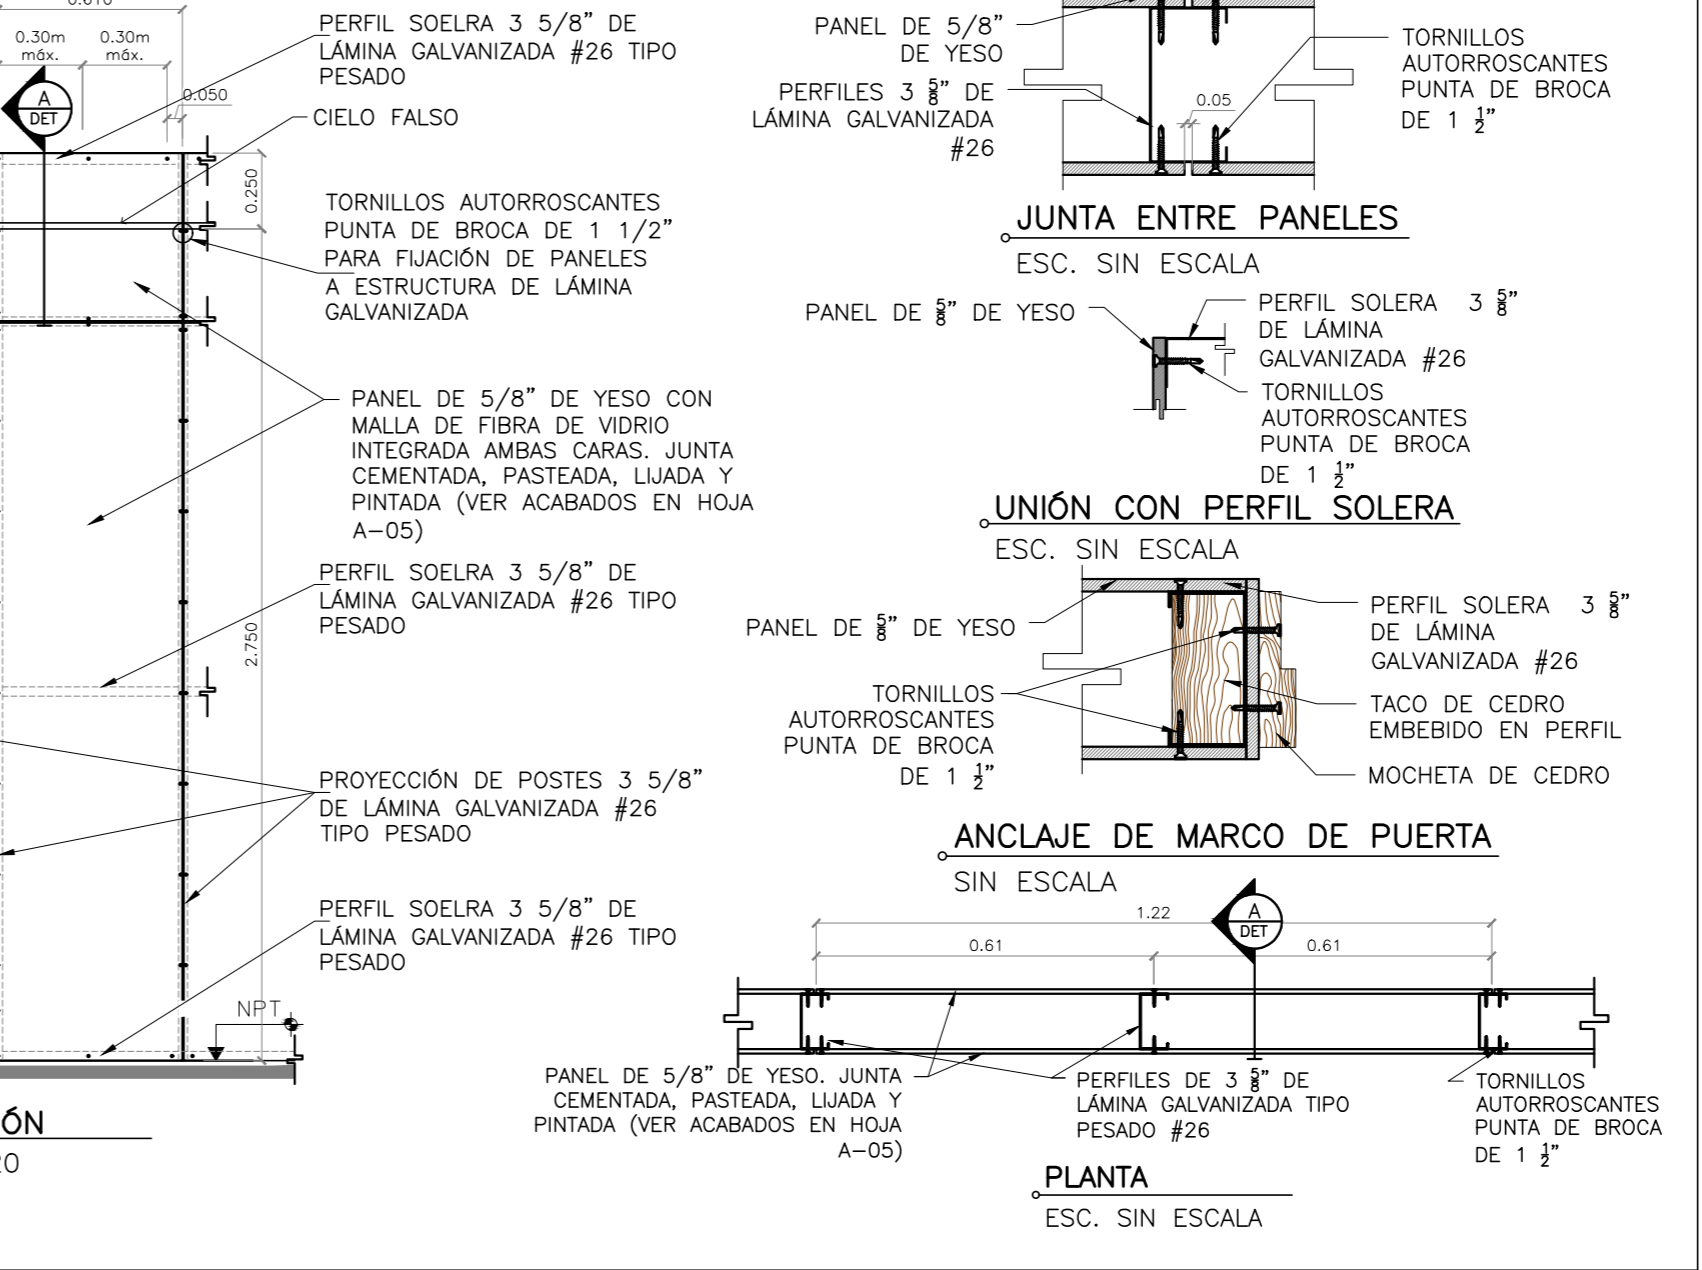 0.30m
máx.
0.30m
máx.
0.050
A
DET
PERFIL SOELRA 3 5/8" DE
LÁMINA GALVANIZADA #26 TIPO
PESADO
CIELO FALSO
0.250
TORNILLOS AUTORROSCANTES
PUNTA DE BROCA DE 1 1/2"
PARA FIJACIÓN DE PANELES
A ESTRUCTURA DE LÁMINA
GALVANIZADA
PANEL DE 5/8" DE YESO CON
MALLA DE FIBRA DE VIDRIO
INTEGRADA AMBAS CARAS. JUNTA
CEMENTADA, PASTEADA, LIJADA Y
PINTADA (VER ACABADOS EN HOJA
A-05)
PERFIL SOELRA 3 5/8" DE
LÁMINA GALVANIZADA #26 TIPO
PESADO
2.750
PROYECCIÓN DE POSTES 3 5/8"
DE LÁMINA GALVANIZADA #26
TIPO PESADO
PERFIL SOELRA 3 5/8" DE
LÁMINA GALVANIZADA #26 TIPO
PESADO
NPT
ÓN
20
PANEL DE 5/8"
DE YESO
PERFILES 3 5/8" DE
LÁMINA GALVANIZADA
#26
0.05
TORNILLOS
AUTORROSCANTES
PUNTA DE BROCA
DE 1 1/2"
JUNTA ENTRE PANELES
ESC. SIN ESCALA
PANEL DE 5/8" DE YESO
PERFIL SOLERA 3 5/8"
DE LÁMINA
GALVANIZADA #26
TORNILLOS
AUTORROSCANTES
PUNTA DE BROCA
DE 1 1/2"
UNIÓN CON PERFIL SOLERA
ESC. SIN ESCALA
PANEL DE 5/8" DE YESO
TORNILLOS
AUTORROSCANTES
PUNTA DE BROCA
DE 1 1/2"
PERFIL SOLERA 3 5/8"
DE LÁMINA
GALVANIZADA #26
TACO DE CEDRO
EMBEBIDO EN PERFIL
MOCHETA DE CEDRO
ANCLAJE DE MARCO DE PUERTA
SIN ESCALA
1.22
A
DET
0.61
0.61
PANEL DE 5/8" DE YESO. JUNTA
CEMENTADA, PASTEADA, LIJADA Y
PINTADA (VER ACABADOS EN HOJA
A-05)
PERFILES DE 3 5/8" DE
LÁMINA GALVANIZADA TIPO
PESADO #26
TORNILLOS
AUTORROSCANTES
PUNTA DE BROCA
DE 1 1/2"
PLANTA
ESC. SIN ESCALA